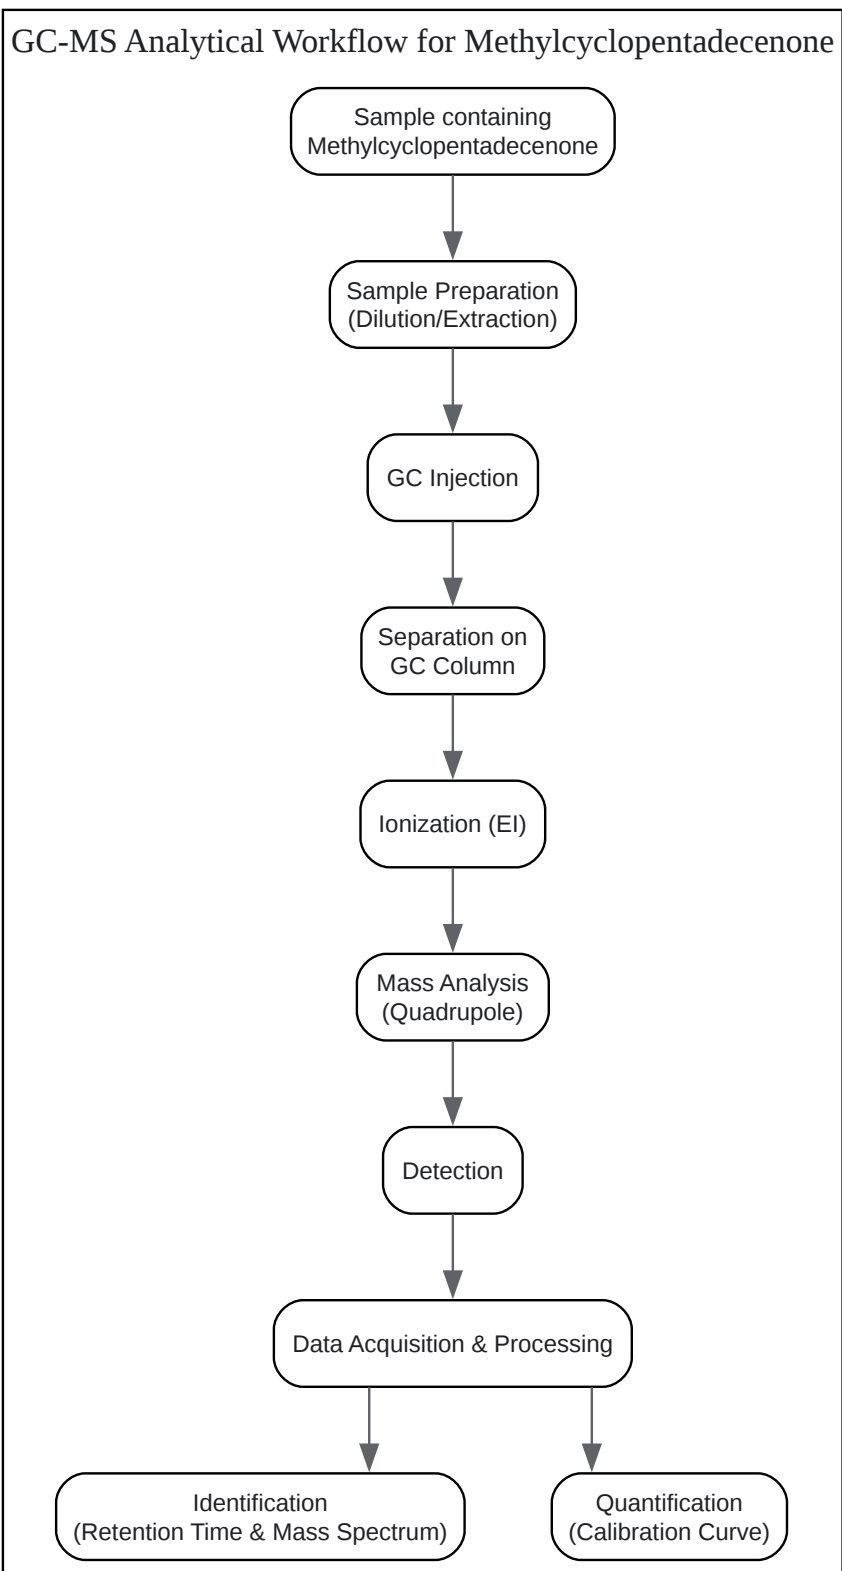 GC-MS Analytical Workflow for Methylcyclopentadecenone
Sample containing
Methylcyclopentadecenone
Sample Preparation
(Dilution/Extraction)
GC Injection
Separation on
GC Column
Ionization (EI)
Mass Analysis
(Quadrupole)
Detection
Data Acquisition & Processing
Identification
(Retention Time & Mass Spectrum)
Quantification
(Calibration Curve)